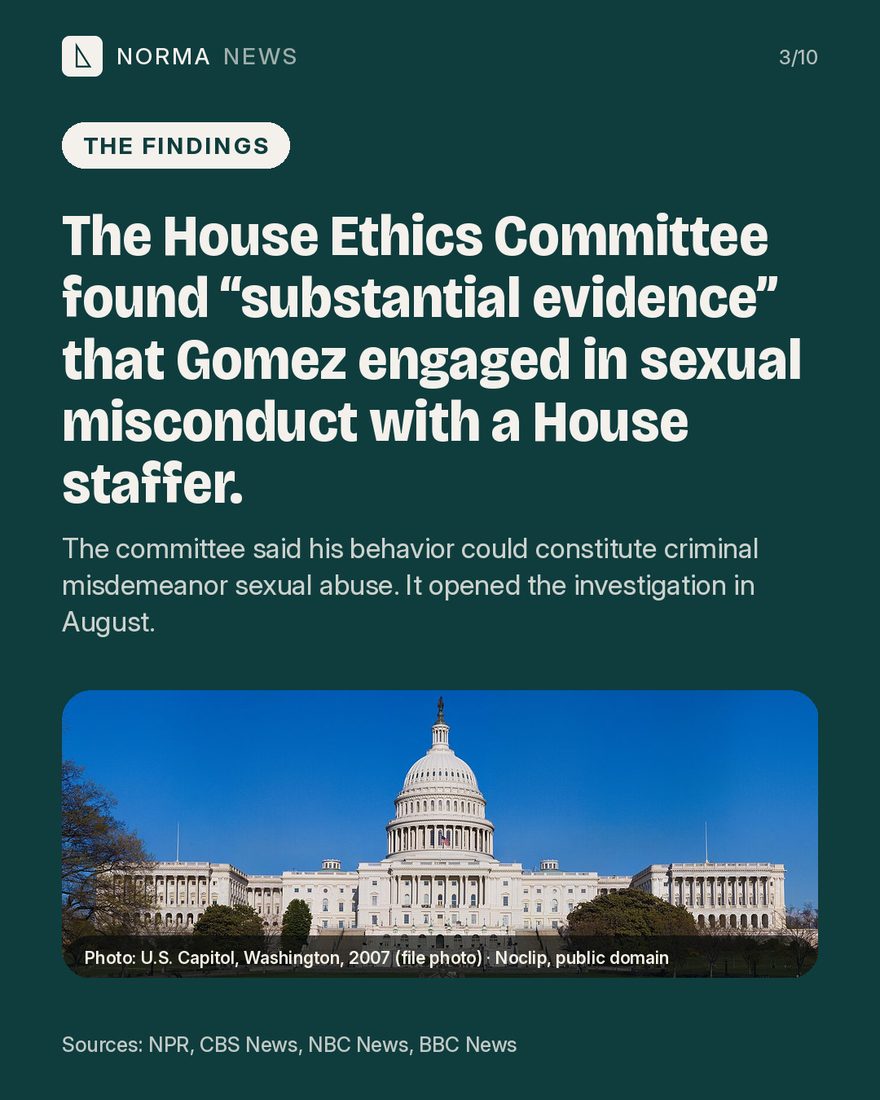 NORMA NEWS
3/10
THE FINDINGS
The House Ethics Committee
found “substantial evidence”
that Gomez engaged in sexual
misconduct with a House
staffer.
The committee said his behavior could constitute criminal
misdemeanor sexual abuse. It opened the investigation in
August.
Photo: U.S. Capitol, Washington, 2007 (file photo) · Noclip, public domain
Sources: NPR, CBS News, NBC News, BBC News